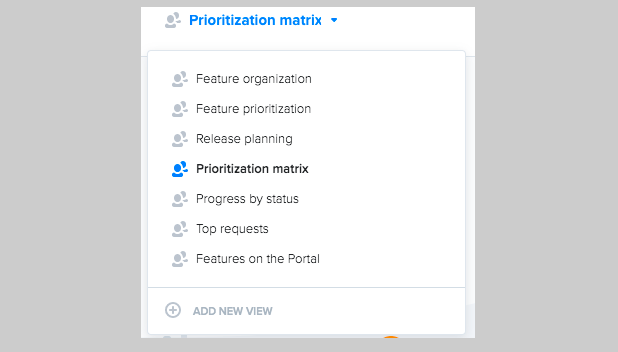 Prioritization matrix
Feature organization
Feature prioritization
Release planning
Prioritization matrix
Progress by status
Top requests
Features on the Portal
ADD NEW VIEW